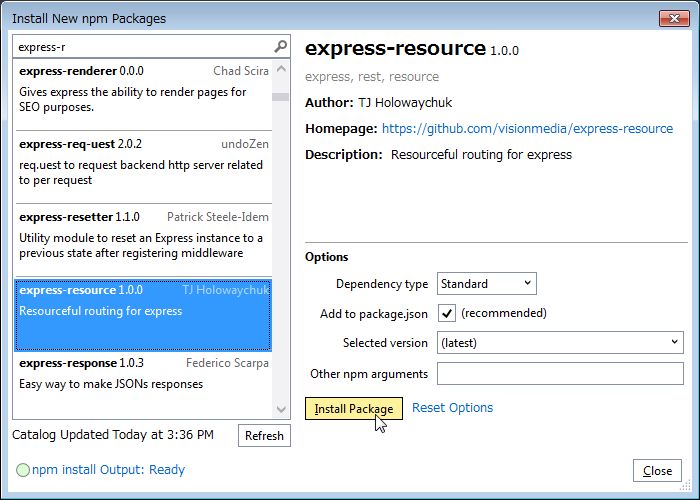 Install New npm Packages
express-r
express-renderer 0.0.0 Chad Scira
Gives express the ability to render pages for
SEO purposes.
express-req-uest 2.0.2 undoZen
req.uest to request backend http server related
to per request
express-resetter 1.1.0 Patrick Steele-Idem
Utility module to reset an Express instance to a
previous state after registering middleware
express-resource 1.0.0 TJ Holowaychuk
Resourceful routing for express
express-response 1.0.3 Federico Scarpa
Easy way to make JSONs responses
Catalog Updated Today at 3:36 PM
Refresh
npm install Output: Ready
express-resource 1.0.0
express, rest, resource
Author: TJ Holowaychuk
Homepage: https://github.com/visionmedia/express-resource
Description: Resourceful routing for express
Options
Dependency type Standard
Add to package.json (recommended)
Selected version (latest)
Other npm arguments
Install Package Reset Options
Close